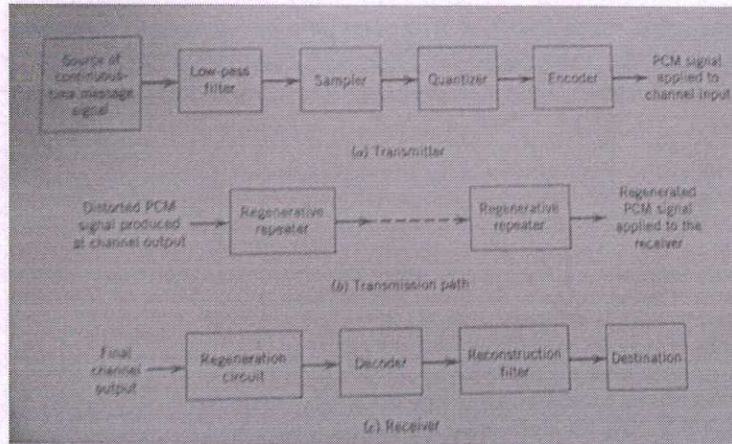 Source of
continuous-
time message
signal
Low-pass
filter
Sampler
Quantizer
Encoder
PCM signal
applied to
channel input
(a) Transmitter
Distorted PCM
signal produced
at channel output
Regenerative
repeater
Regenerative
repeater
Regenerated
PCM signal
applied to the
receiver
(b) Transmission path
Final
channel
output
Regeneration
circuit
Decoder
Reconstruction
filter
Destination
(c) Receiver